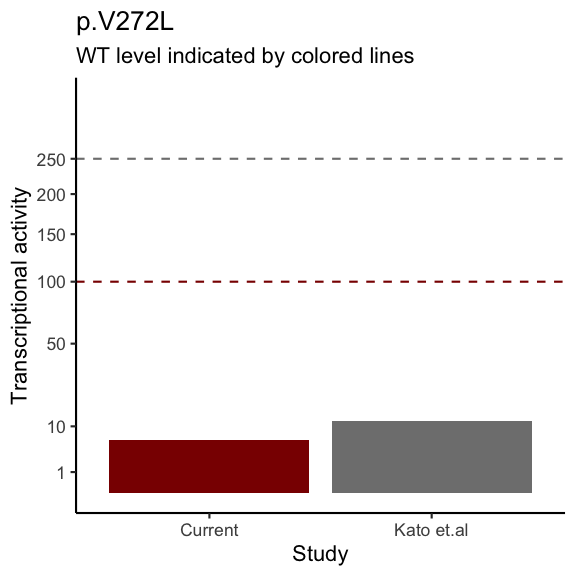 p.V272L
WT level indicated by colored lines
Transcriptional activity
250
200
150
100
50
10
1
Current
Kato et.al
Study